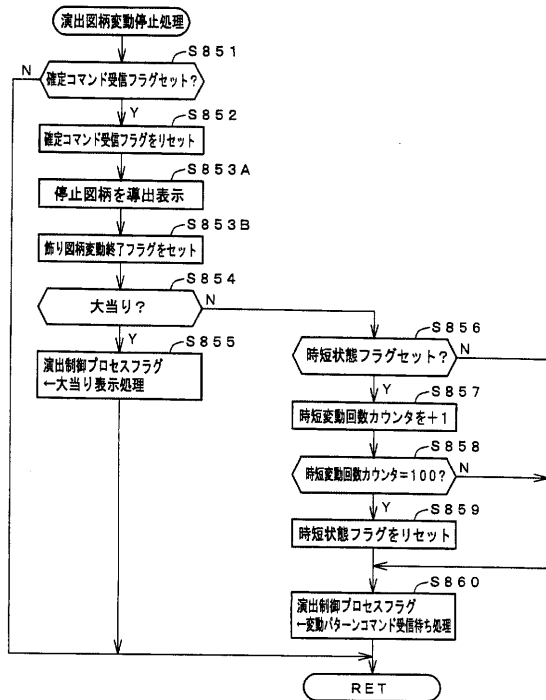 演出図柄変動停止処理
S851
N
確定コマンド受信フラグセット?
Y
S852
確定コマンド受信フラグをリセット
S853A
停止図柄を導出表示
S853B
飾り図柄変動終了フラグをセット
S854
大当り?
N
Y
S855
演出制御プロセスフラグ
←大当り表示処理
S856
時短状態フラグセット?
N
Y
S857
時短変動回数カウンタを+1
S858
時短変動回数カウンタ=100?
N
Y
S859
時短状態フラグをリセット
S860
演出制御プロセスフラグ
←変動パターンコマンド受信待ち処理
RET